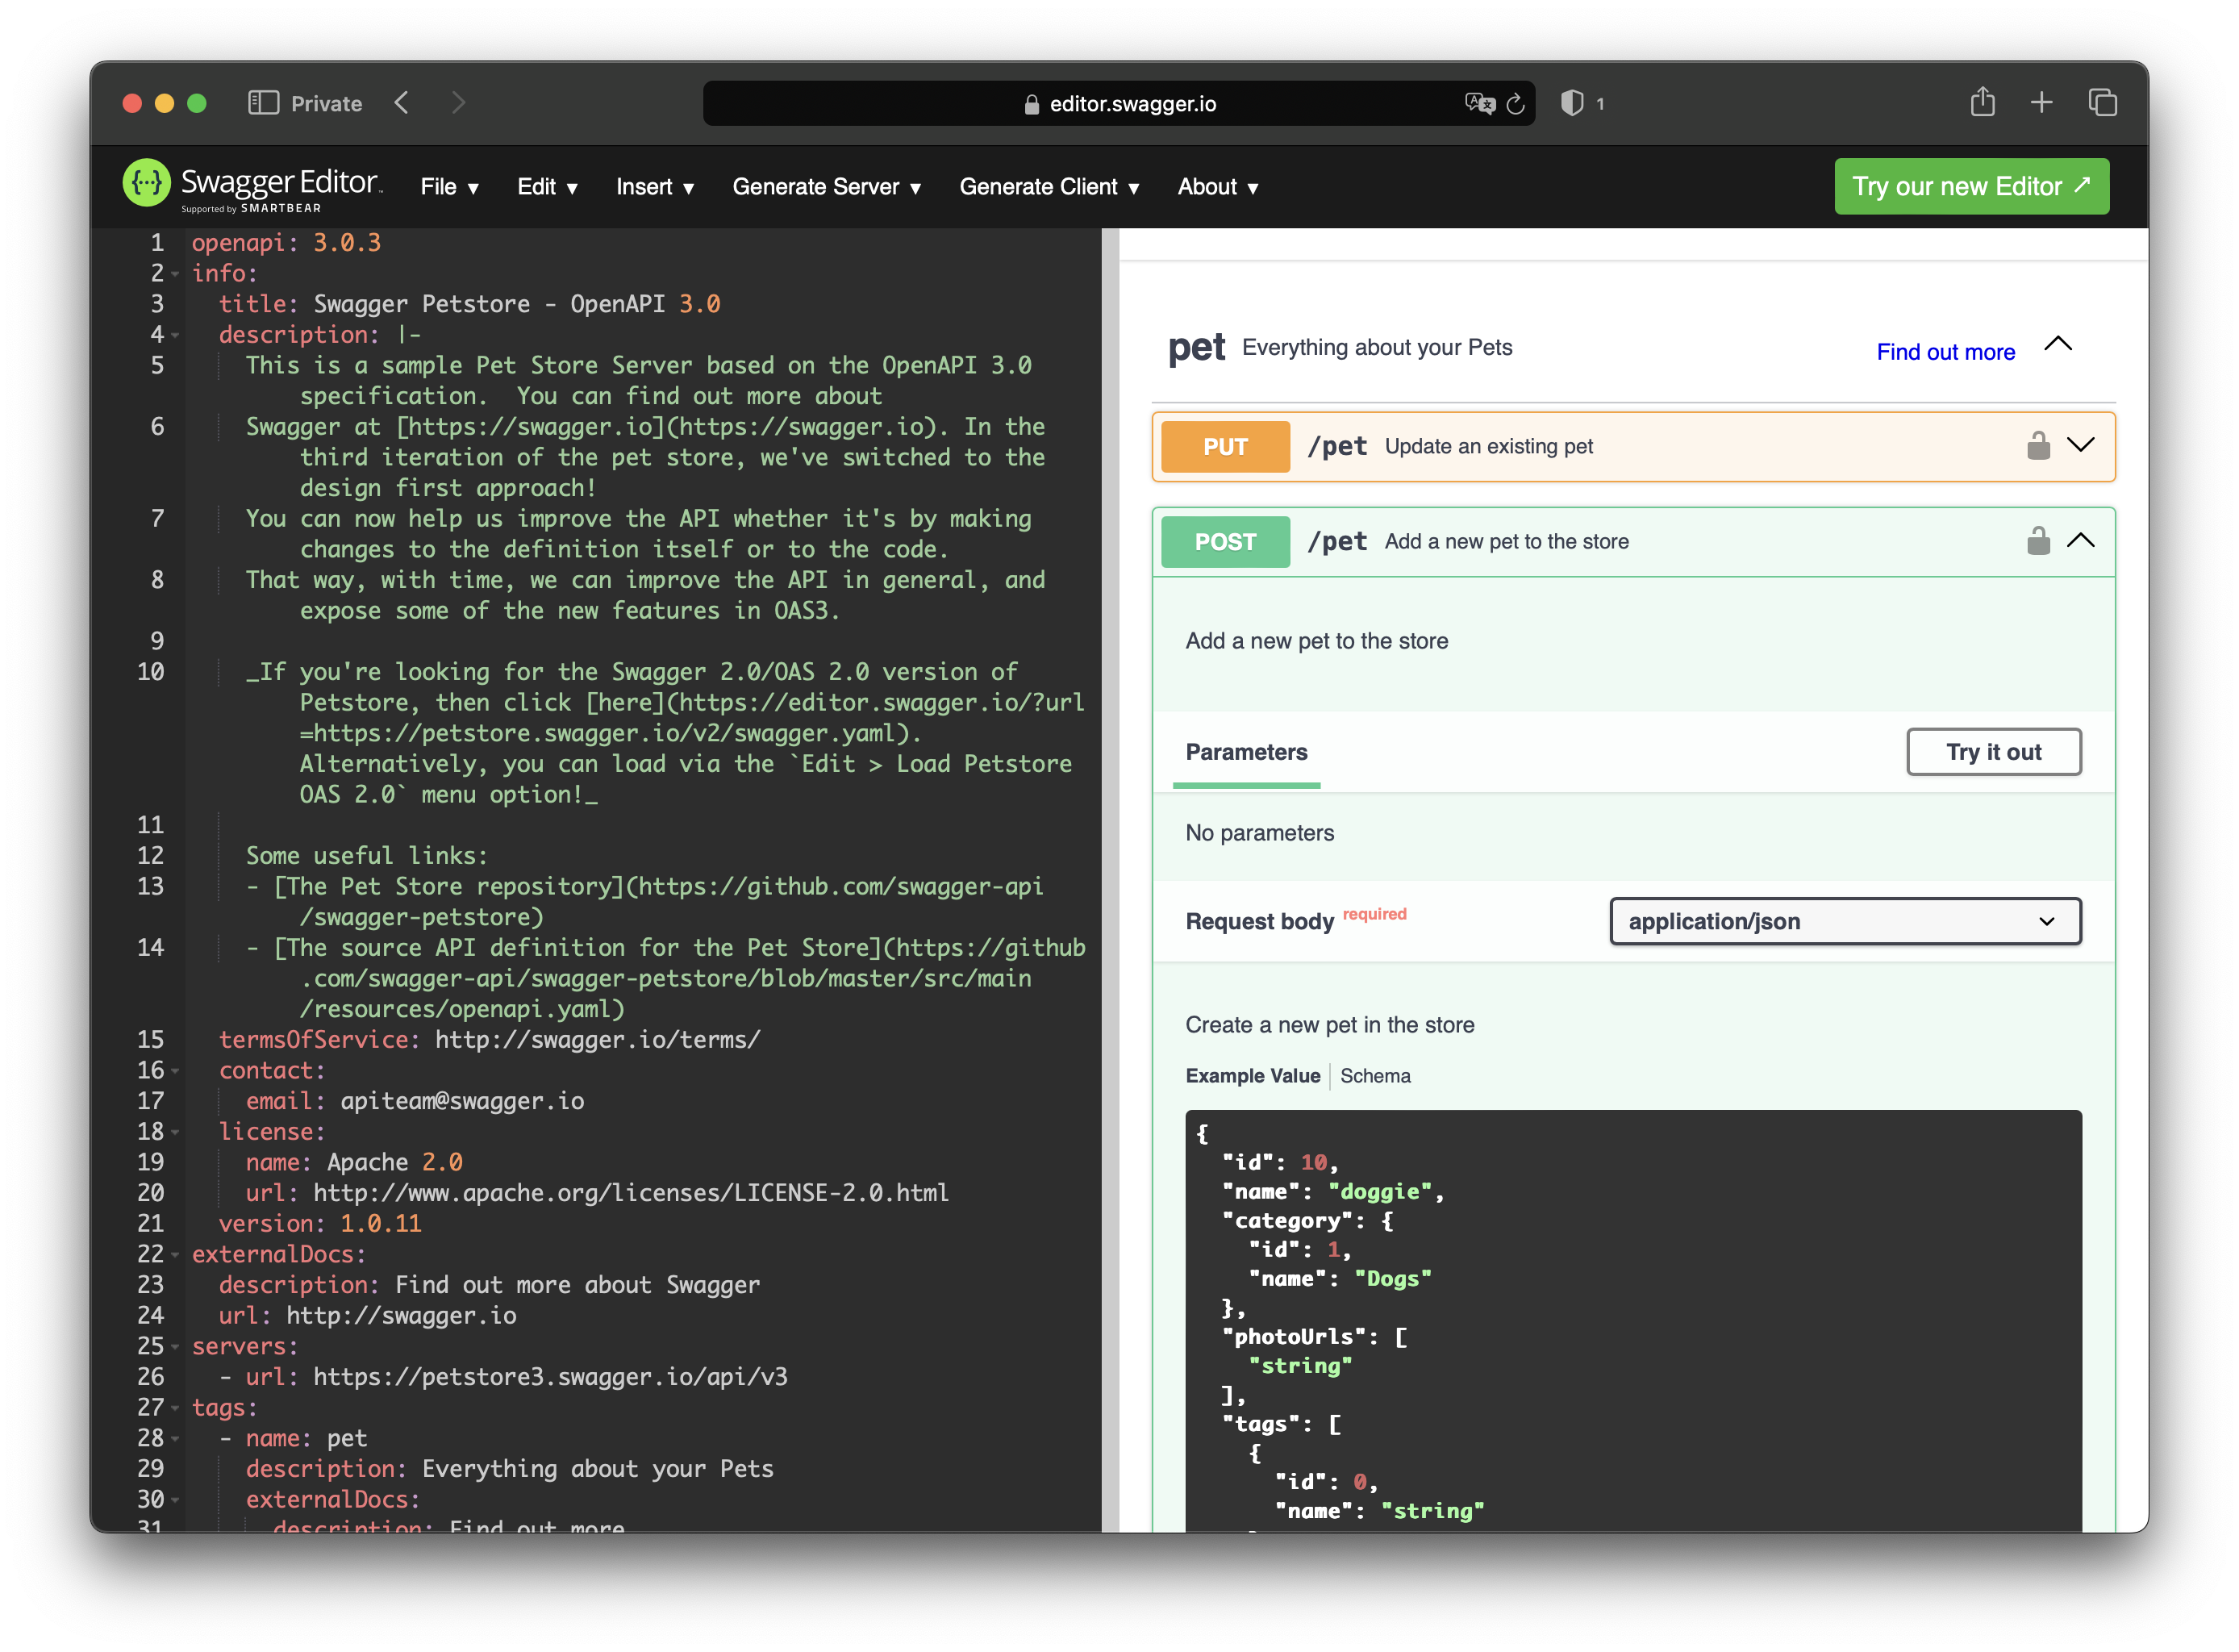 Private
editor.swagger.io
1
Swagger Editor
Supported by SMARTBEAR
File ▾
Edit ▾
Insert ▾
Generate Server ▾
Generate Client ▾
About ▾
Try our new Editor ↗
1 openapi: 3.0.3
2 info:
3 title: Swagger Petstore - OpenAPI 3.0
4 description: |-
5 This is a sample Pet Store Server based on the OpenAPI 3.0
specification.  You can find out more about
6 Swagger at [https://swagger.io](https://swagger.io). In the
third iteration of the pet store, we've switched to the
design first approach!
7 You can now help us improve the API whether it's by making
changes to the definition itself or to the code.
8 That way, with time, we can improve the API in general, and
expose some of the new features in OAS3.
9
10 _If you're looking for the Swagger 2.0/OAS 2.0 version of
Petstore, then click [here](https://editor.swagger.io/?url
=https://petstore.swagger.io/v2/swagger.yaml).
Alternatively, you can load via the `Edit > Load Petstore
OAS 2.0` menu option!_
11
12 Some useful links:
13 - [The Pet Store repository](https://github.com/swagger-api
/swagger-petstore)
14 - [The source API definition for the Pet Store](https://github
.com/swagger-api/swagger-petstore/blob/master/src/main
/resources/openapi.yaml)
15 termsOfService: http://swagger.io/terms/
16 contact:
17 email: apiteam@swagger.io
18 license:
19 name: Apache 2.0
20 url: http://www.apache.org/licenses/LICENSE-2.0.html
21 version: 1.0.11
22 externalDocs:
23 description: Find out more about Swagger
24 url: http://swagger.io
25 servers:
26 - url: https://petstore3.swagger.io/api/v3
27 tags:
28 - name: pet
29 description: Everything about your Pets
30 externalDocs:
31 description: Find out more
pet Everything about your Pets
Find out more
PUT /pet Update an existing pet
POST /pet Add a new pet to the store
Add a new pet to the store
Parameters
Try it out
No parameters
Request body required
application/json
Create a new pet in the store
Example Value | Schema
{
"id": 10,
"name": "doggie",
"category": {
"id": 1,
"name": "Dogs"
},
"photoUrls": [
"string"
],
"tags": [
{
"id": 0,
"name": "string"